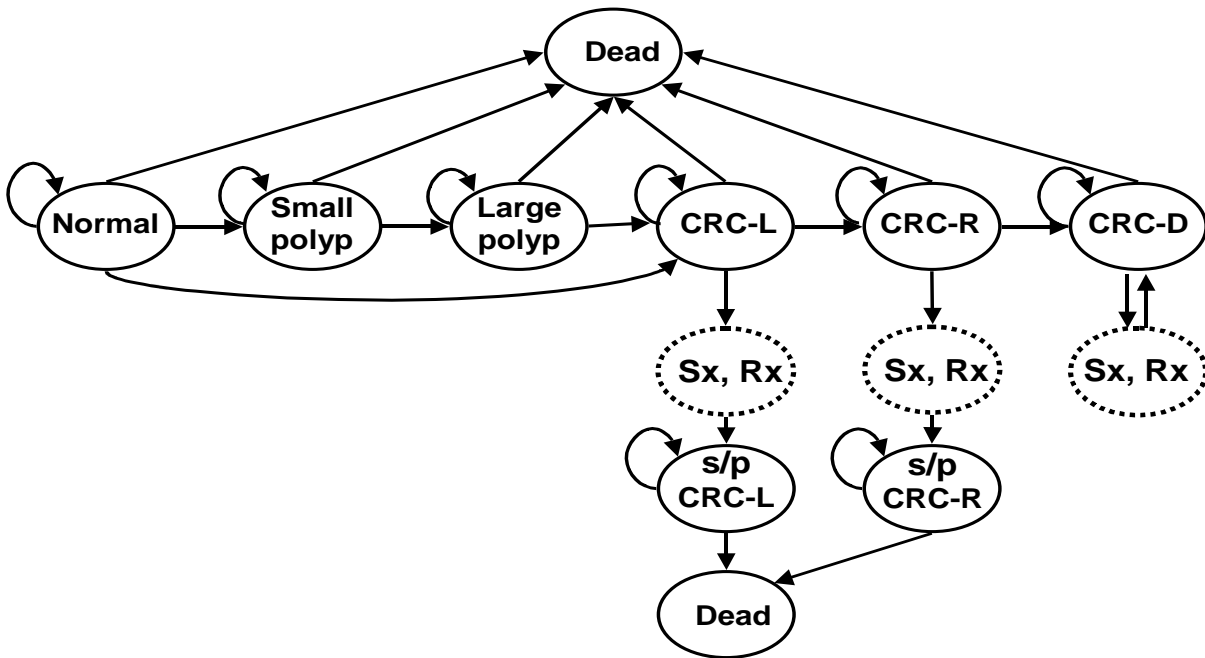 Dead
Normal
Small
polyp
Large
polyp
CRC-L
CRC-R
CRC-D
Sx, Rx
Sx, Rx
Sx, Rx
s/p
CRC-L
s/p
CRC-R
Dead